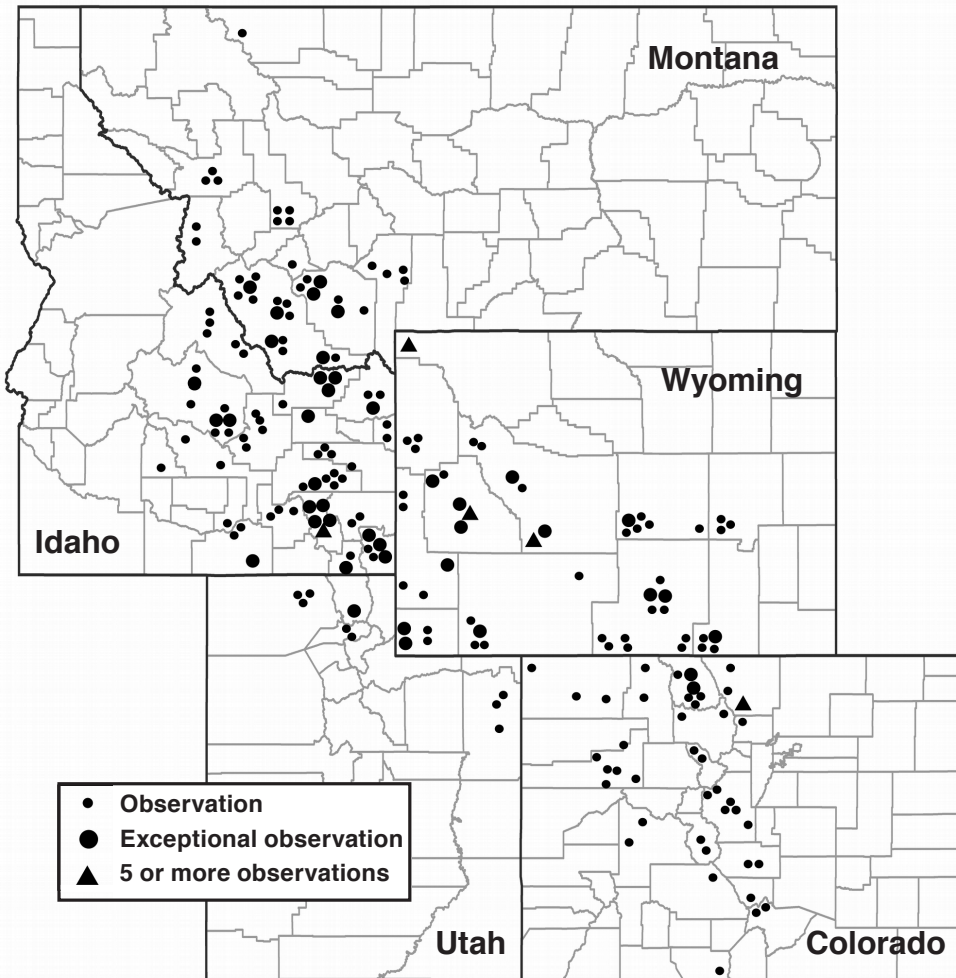 Montana
Wyoming
Idaho
Observation
Exceptional observation
5 or more observations
Utah
Colorado